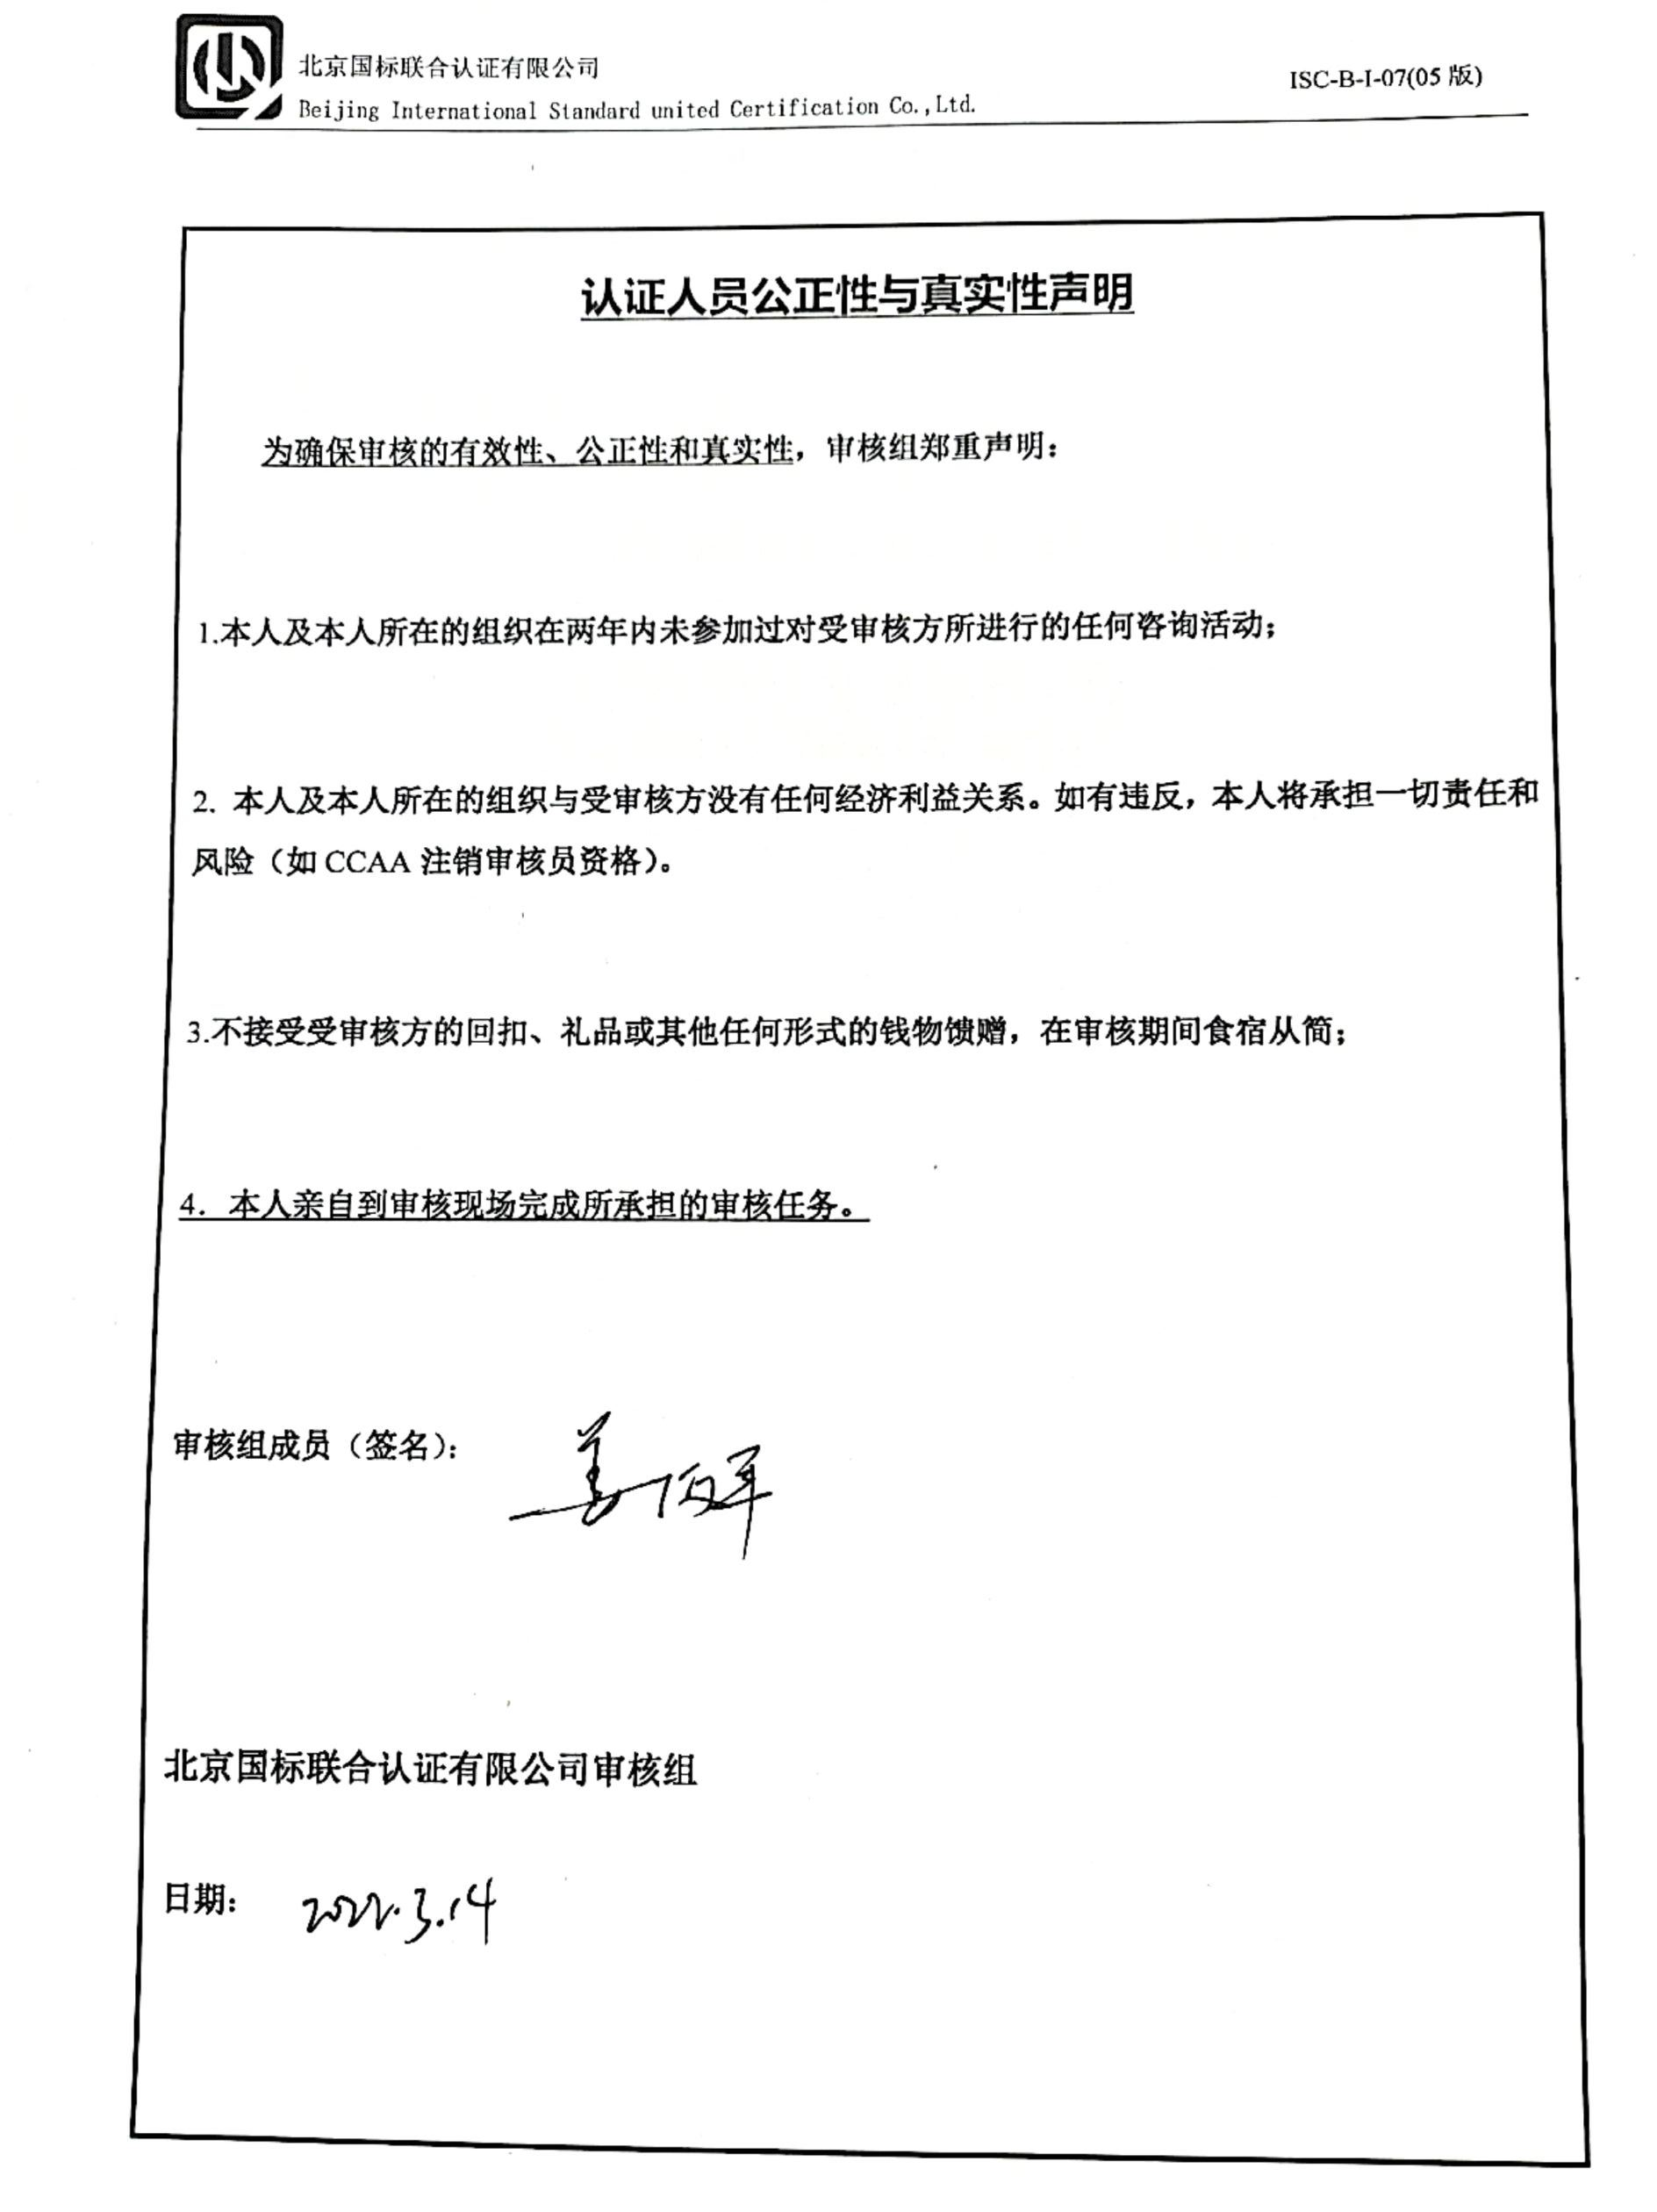 北京国标联合认证有限公司
ISC-B-I-07(05 版)
Beijing International Standard united Certification Co.,Ltd.
认证人员公正性与真实性声明
为确保审核的有效性、公正性和真实性，审核组郑重声明：
1.本人及本人所在的组织在两年内未参加过对受审核方所进行的任何咨询活动；
2. 本人及本人所在的组织与受审核方没有任何经济利益关系。如有违反，本人将承担一切责任和
风险（如 CCAA 注销审核员资格）。
3.不接受受审核方的回扣、礼品或其他任何形式的钱物馈赠，在审核期间食宿从简；
4. 本人亲自到审核现场完成所承担的审核任务。
审核组成员（签名）：
北京国标联合认证有限公司审核组
日期： 2022.3.14